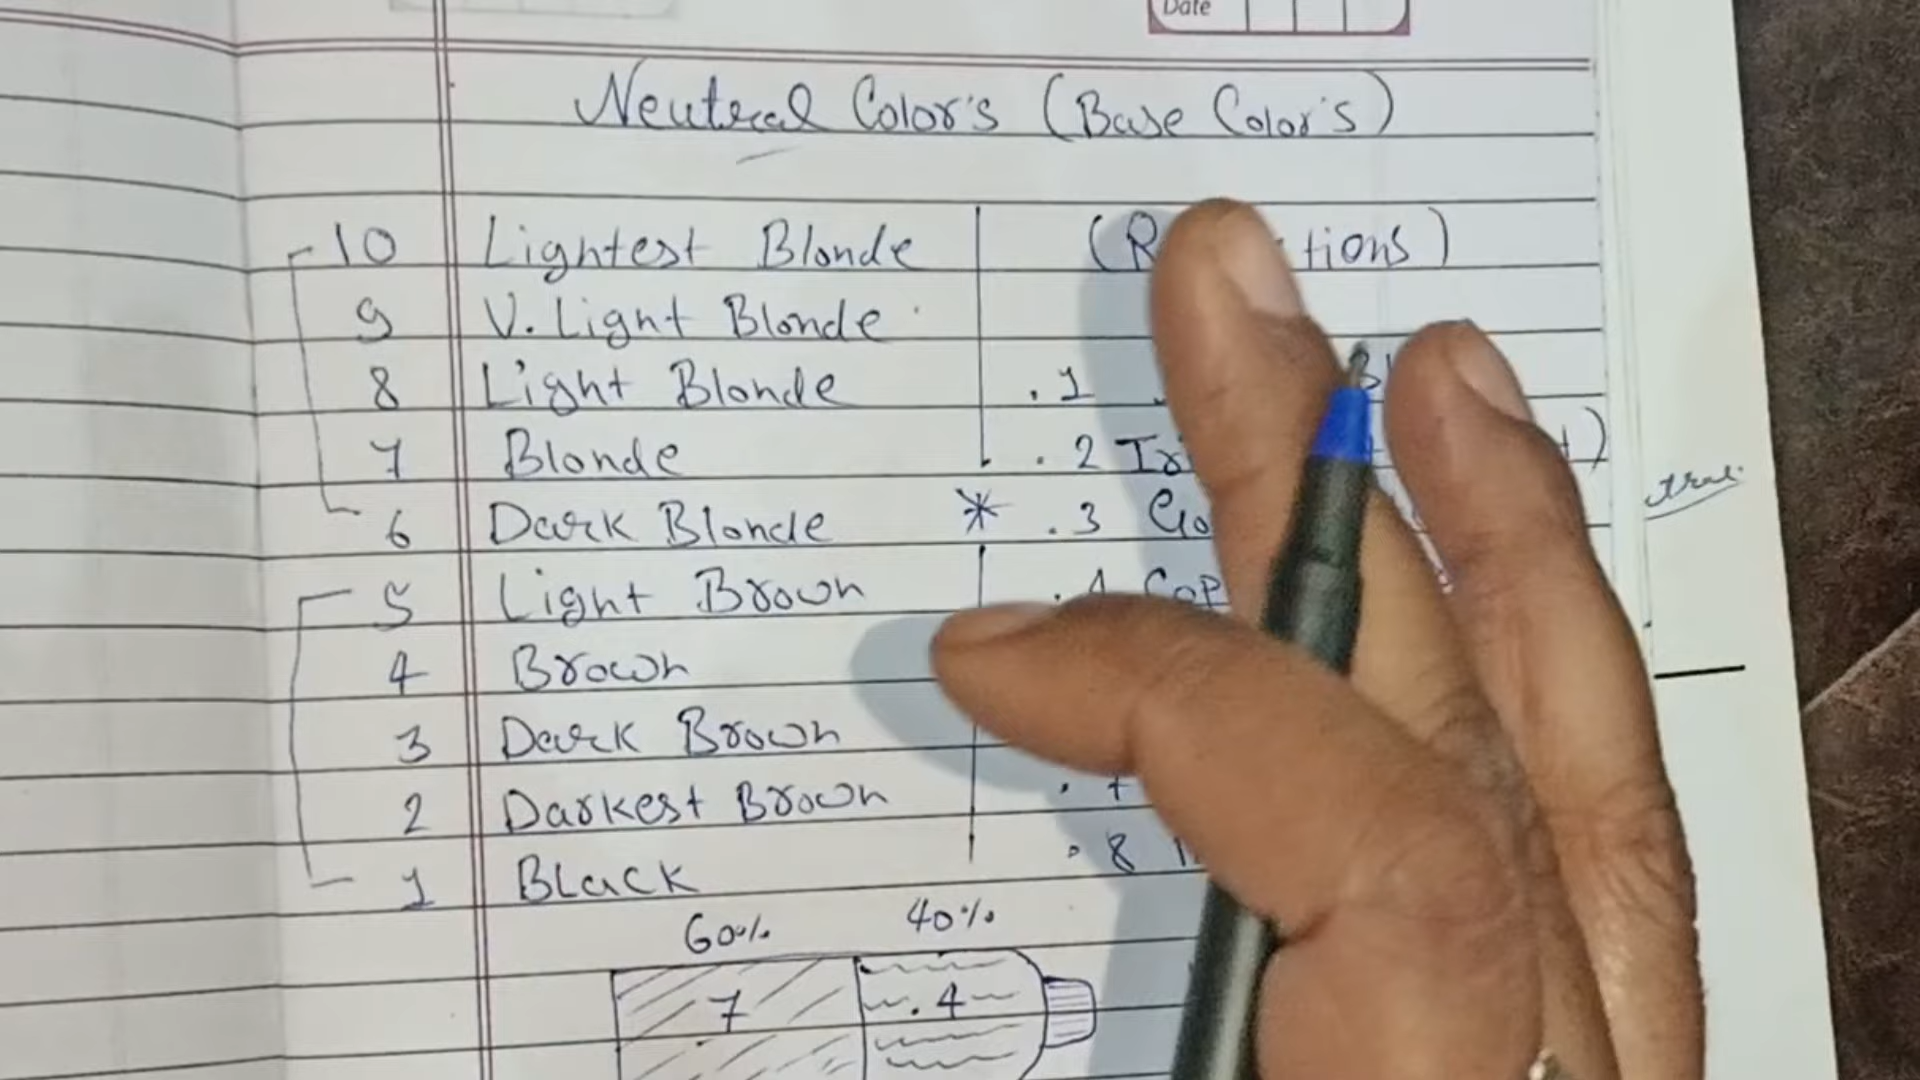 Date
Neutral Color's (Base Color's)
10 Lightest Blonde
9 V. Light Blonde
8 Light Blonde
7 Blonde
6 Dark Blonde
5 Light Brown
4 Brown
3 Dark Brown
2 Darkest Brown
1 BLacK
.1
.2
* .3
.4
.8
60% 40%
7 .4